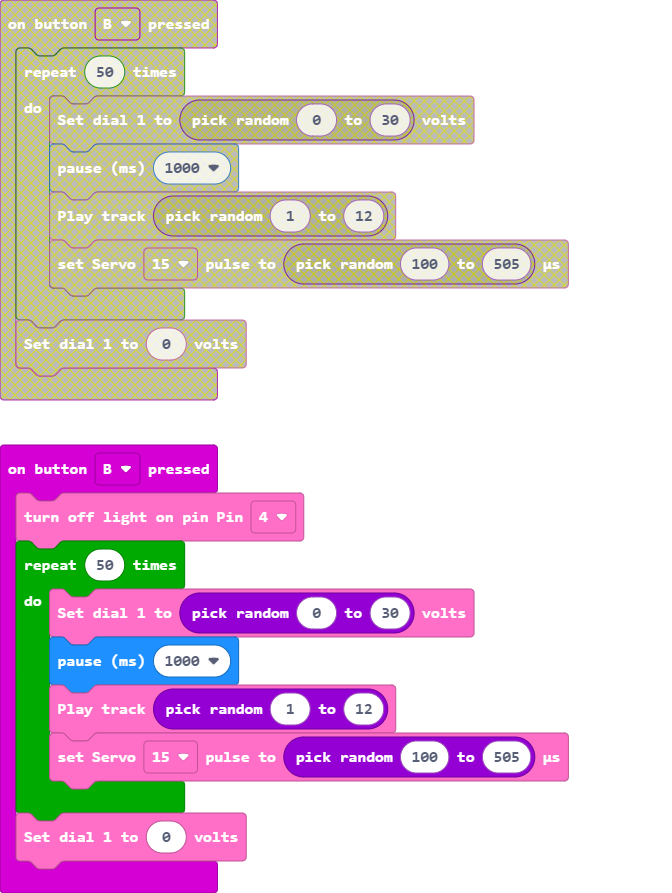 on button B pressed
repeat 50 times
do
Set dial 1 to pick random 0 to 30 volts
pause (ms) 1000
Play track pick random 1 to 12
set Servo 15 pulse to pick random 100 to 505 µs
Set dial 1 to 0 volts
on button B pressed
turn off light on pin Pin 4
repeat 50 times
do
Set dial 1 to pick random 0 to 30 volts
pause (ms) 1000
Play track pick random 1 to 12
set Servo 15 pulse to pick random 100 to 505 µs
Set dial 1 to 0 volts